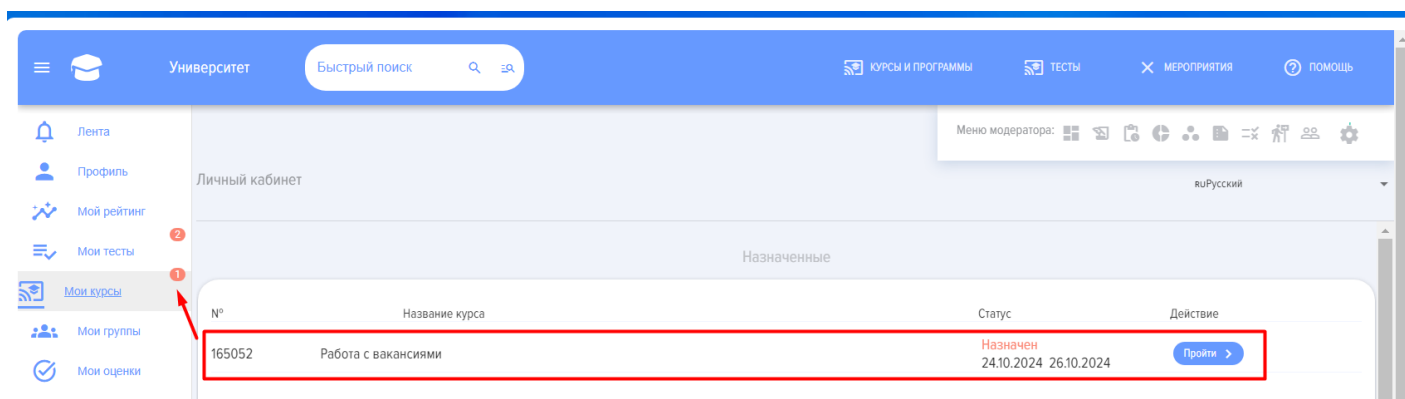 Университет
Быстрый поиск
КУРСЫ И ПРОГРАММЫ
ТЕСТЫ
МЕРОПРИЯТИЯ
ПОМОЩЬ
Лента
Меню модератора:
Профиль
Личный кабинет
RUРусский
Мой рейтинг
2
Мои тесты
Назначенные
1
Мои курсы
N° Название курса Статус Действие
Мои группы
165052 Работа с вакансиями Назначен Пройти
24.10.2024 26.10.2024
Мои оценки